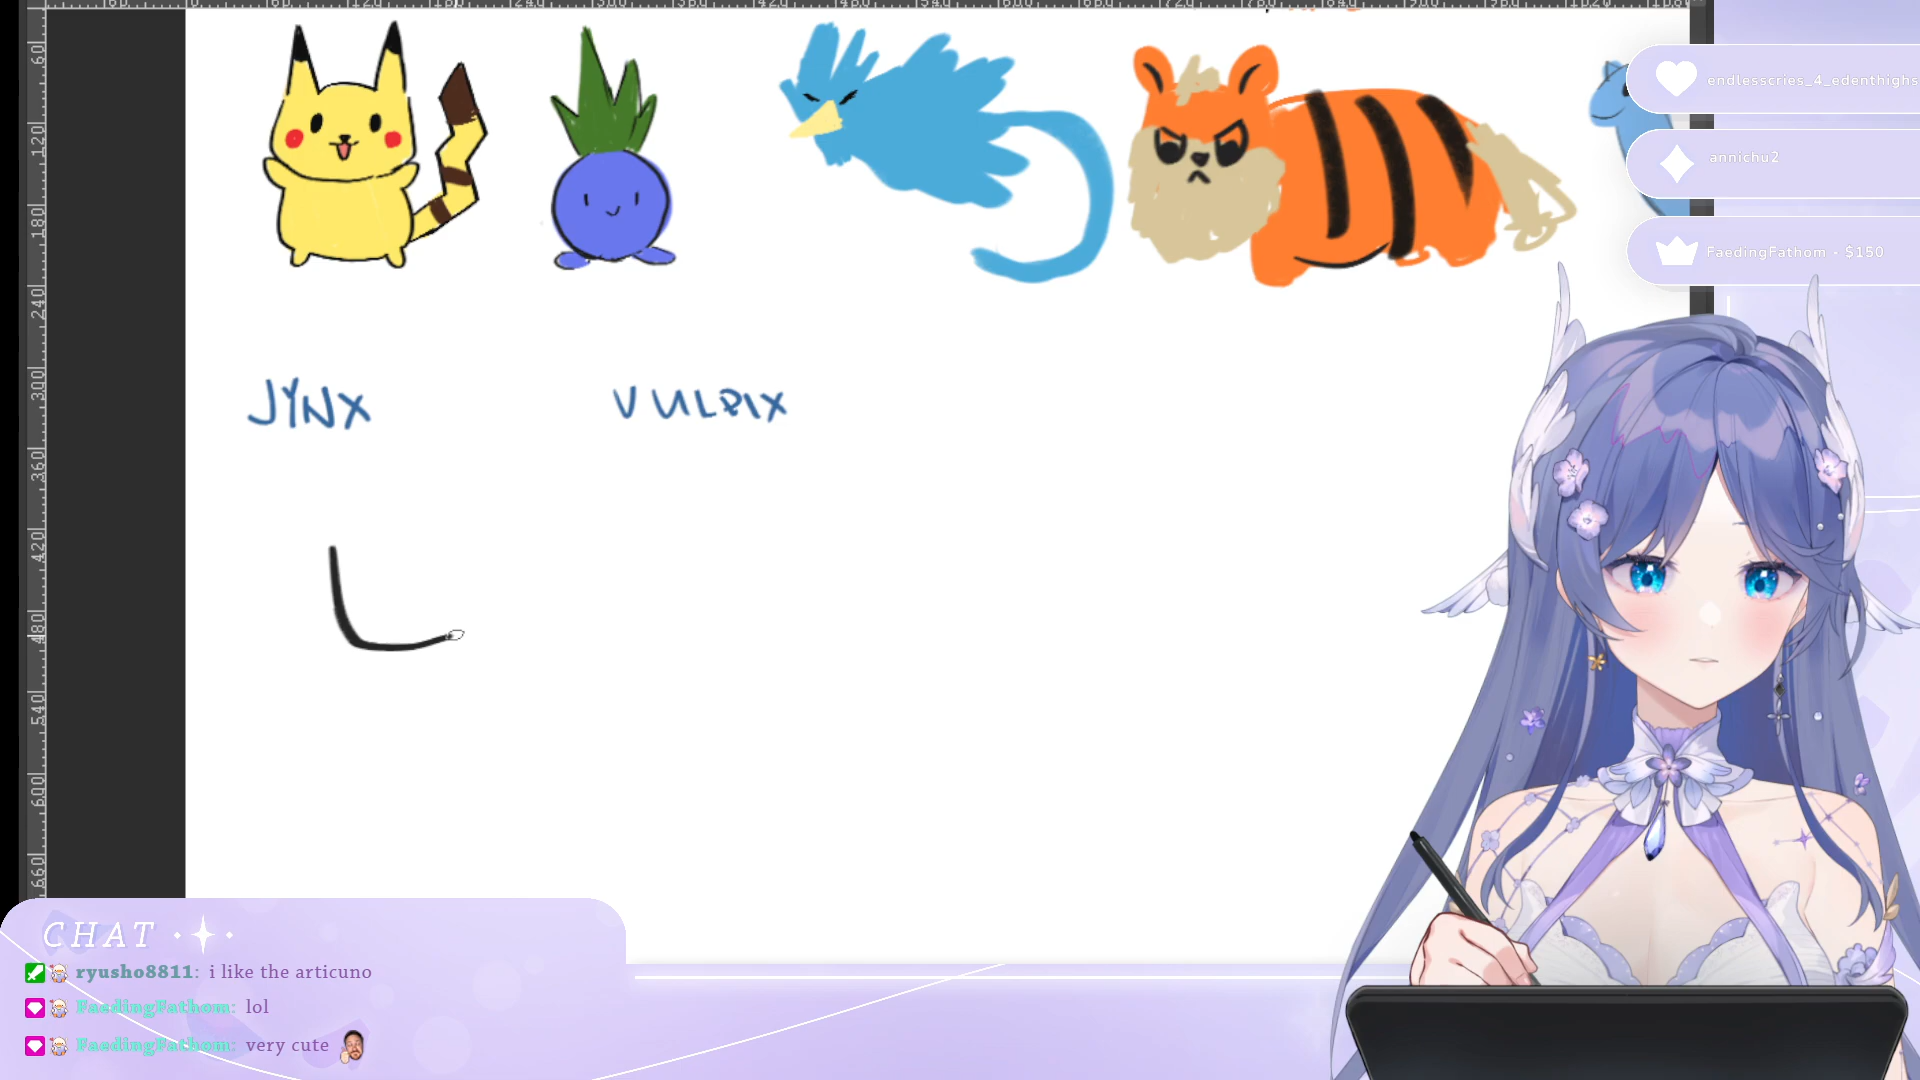 endlesscries_4_edenthighs
annichu2
FaedingFathom - $150
JYNX
VULPIX
CHAT
ryusho8811: i like the articuno
FaedingFathom: lol
FaedingFathom: very cute